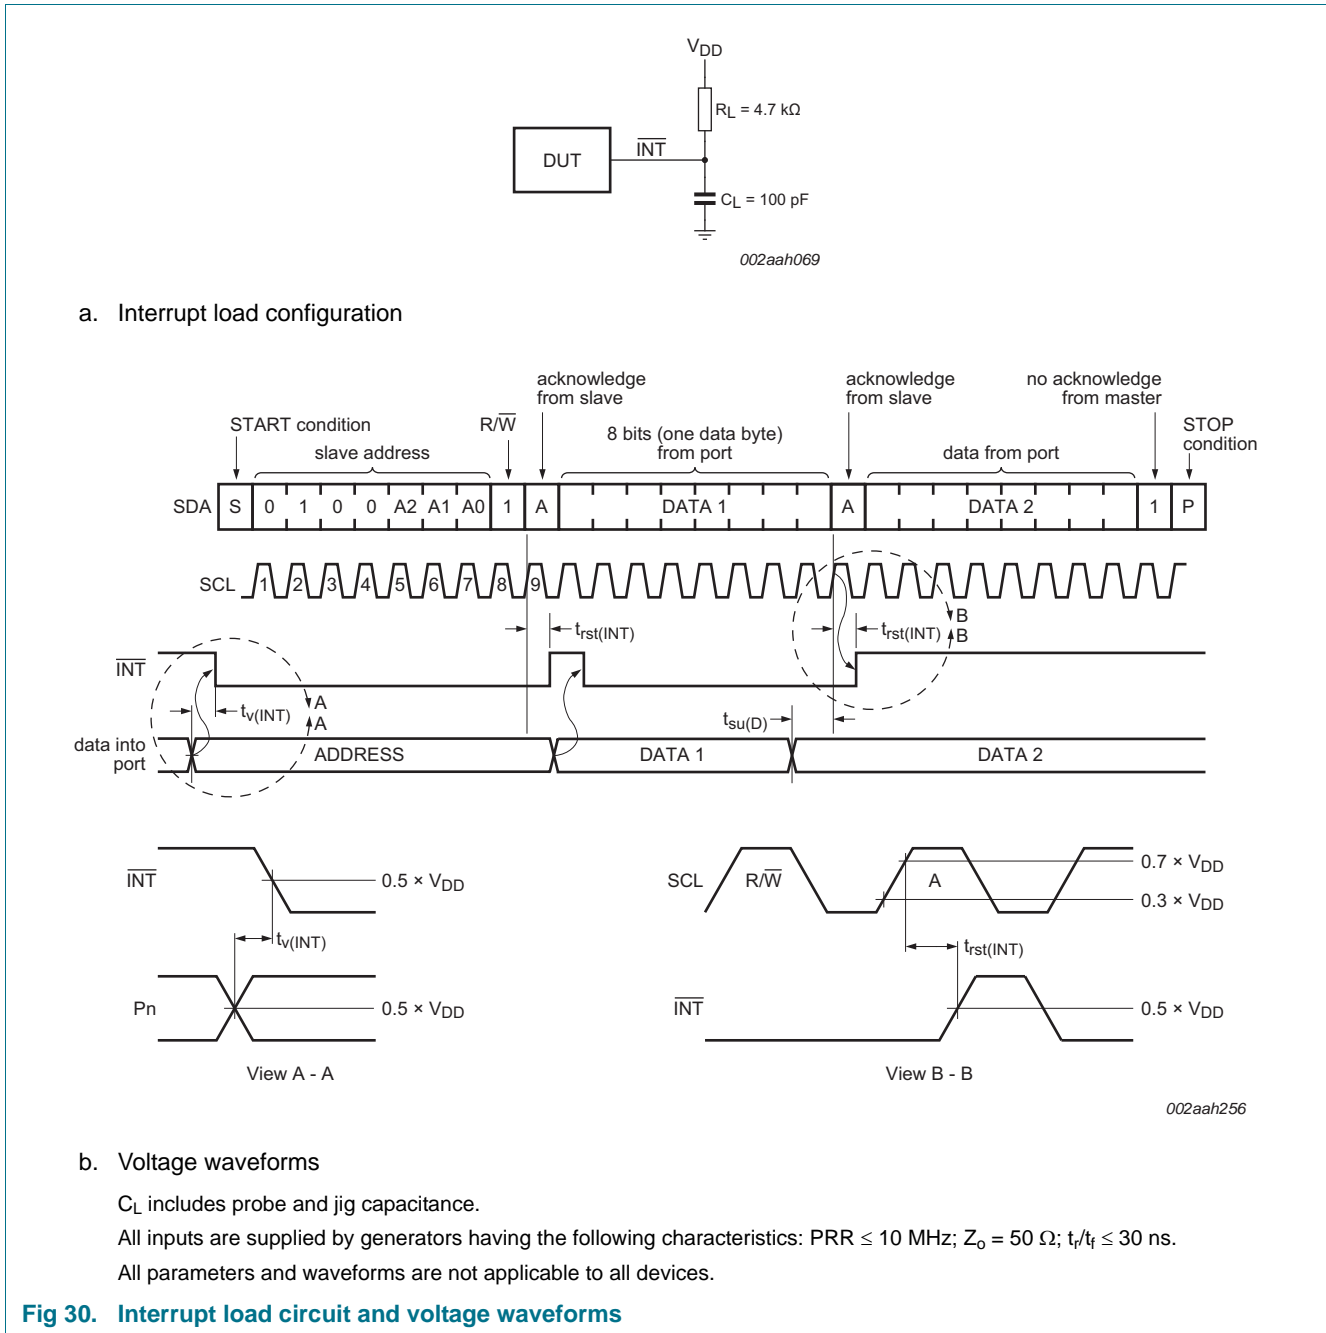 VDD
RL = 4.7 kΩ
DUT
INT
CL = 100 pF
002aah069
a. Interrupt load configuration
acknowledge
from slave
acknowledge
from slave
no acknowledge
from master
START condition
R/W
STOP
condition
slave address
8 bits (one data byte)
from port
data from port
SDA S 0 1 0 0 A2 A1 A0 1 A DATA 1 A DATA 2 1 P
SCL 1 2 3 4 5 6 7 8 9
trst(INT)
trst(INT)
B
B
INT
tv(INT)
A
A
tsu(D)
data into
port
ADDRESS
DATA 1
DATA 2
INT
0.5 × VDD
tv(INT)
Pn
0.5 × VDD
View A - A
SCL
R/W
A
0.7 × VDD
0.3 × VDD
trst(INT)
INT
0.5 × VDD
View B - B
002aah256
b. Voltage waveforms
CL includes probe and jig capacitance.
All inputs are supplied by generators having the following characteristics: PRR ≤ 10 MHz; Zo = 50 Ω; tr/tf ≤ 30 ns.
All parameters and waveforms are not applicable to all devices.
Fig 30. Interrupt load circuit and voltage waveforms